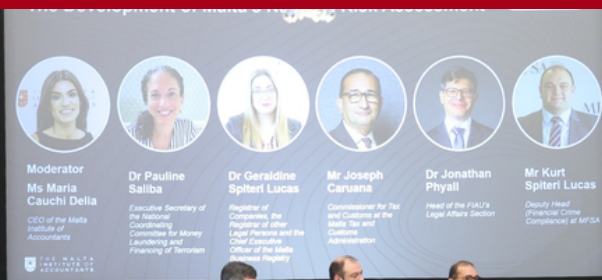 The Development of Malta's N Risk Assessment
Moderator
Ms Maria
Cauchi Delia
CEO of the Malta
Institute of
Accountants
Dr Pauline
Saliba
Executive Secretary of
the National
Coordinating
Committee for Money
Laundering and
Financing of Terrorism
Dr Geraldine
Spiteri Lucas
Registrar of
Companies, the
Registrar of other
Legal Persons and the
Chief Executive
Officer of the Malta
Business Registry
Mr Joseph
Caruana
Commissioner for Tax
and Customs at the
Malta Tax and
Customs
Administration
Dr Jonathan
Phyall
Head of the FIAU's
Legal Affairs Section
Mr Kurt
Spiteri Lucas
Deputy Head
(Financial Crime
Compliance) at MFSA
THE MALTA
INSTITUTE OF
ACCOUNTANTS